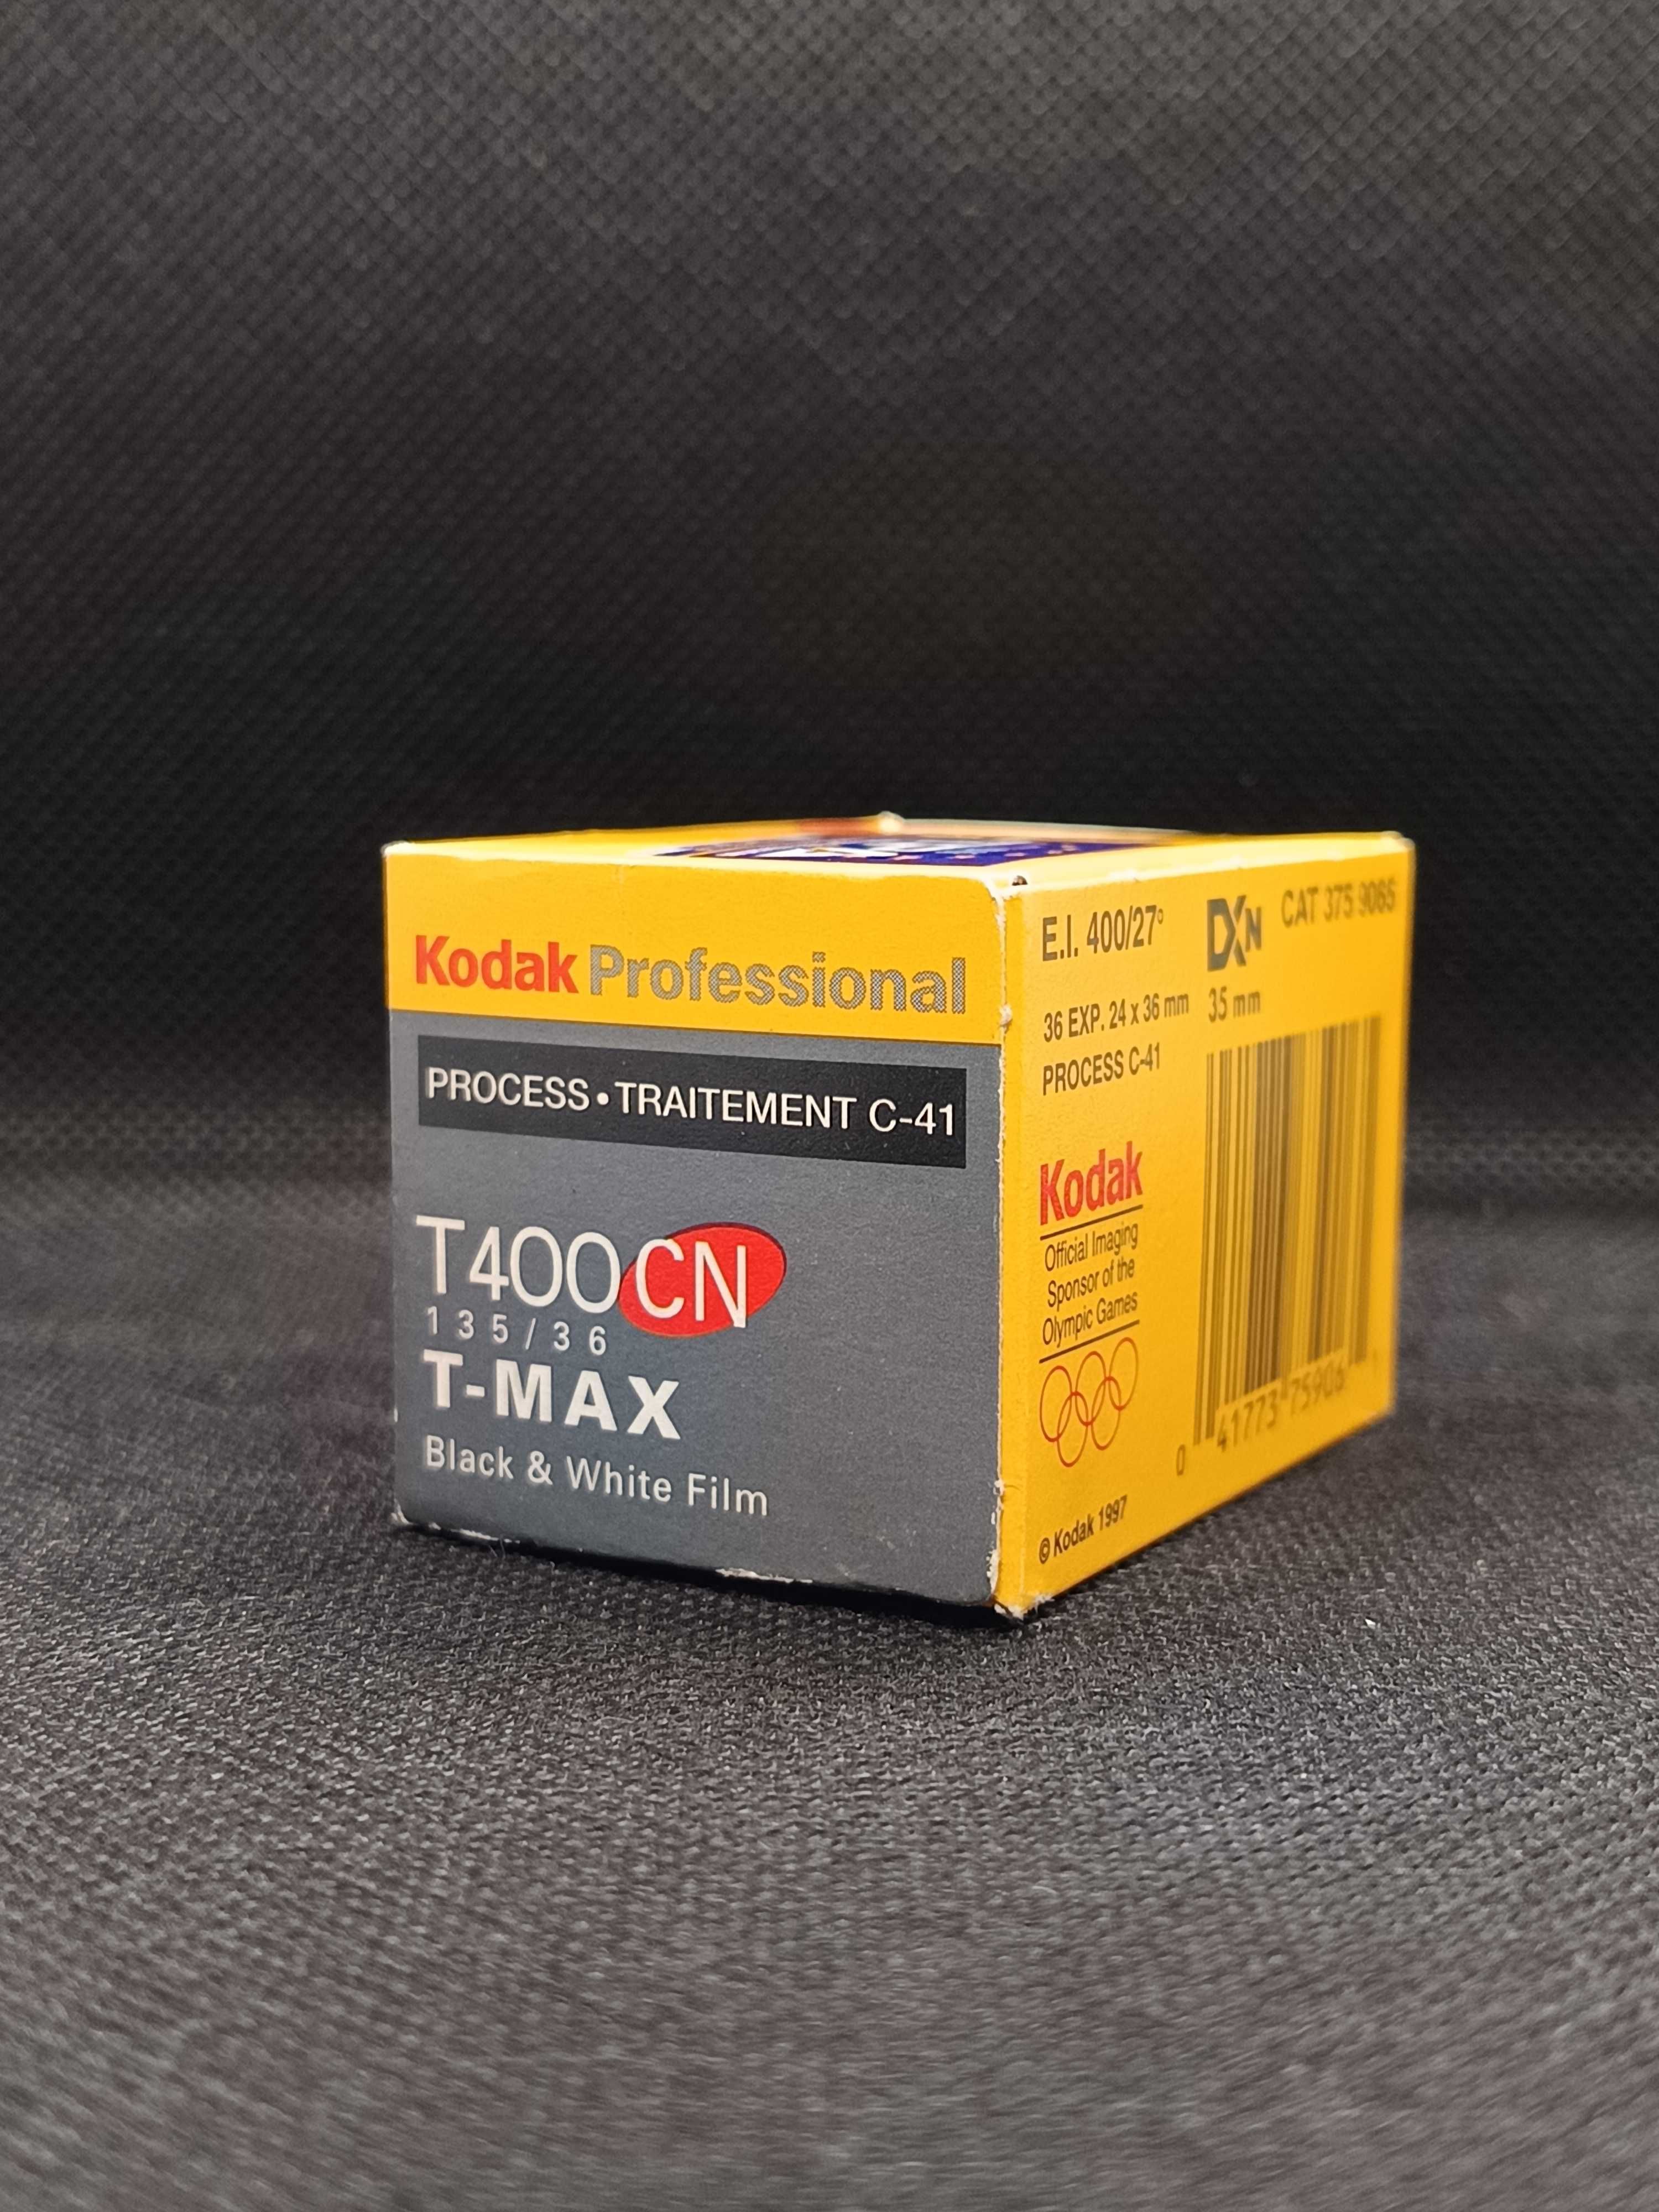 Kodak Professional
PROCESS • TRAITEMENT C-41
T400 CN
135/36
T-MAX
Black & White Film
E.I. 400/27°
36 EXP. 24 x 36 mm
PROCESS C-41
DXN
35 mm
CAT 375 9065
Kodak
Official Imaging
Sponsor of the
Olympic Games
0 41773 75906 1
© Kodak 1997